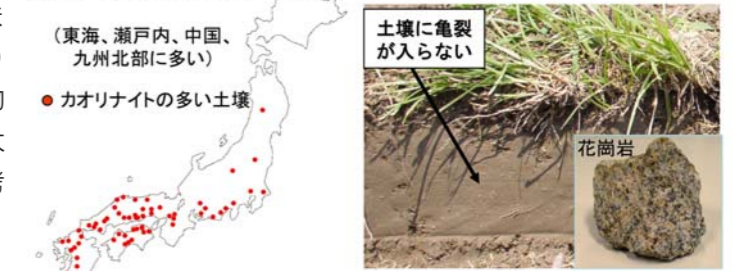 （東海、瀬戸内、中国、
九州北部に多い）
● カオリナイトの多い土壌
土壌に亀裂
が入らない
花崗岩